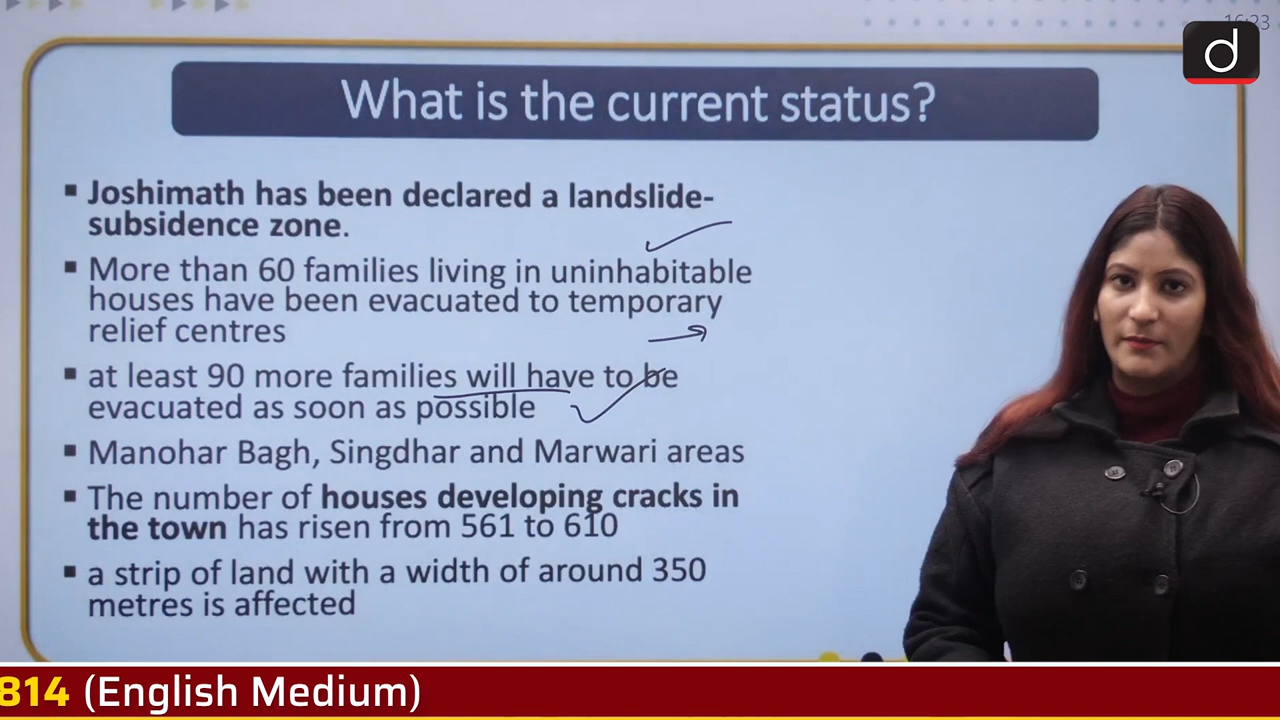 16:23
d
What is the current status?
▪ Joshimath has been declared a landslide-
subsidence zone.
▪ More than 60 families living in uninhabitable
houses have been evacuated to temporary
relief centres
▪ at least 90 more families will have to be
evacuated as soon as possible
▪ Manohar Bagh, Singdhar and Marwari areas
▪ The number of houses developing cracks in
the town has risen from 561 to 610
▪ a strip of land with a width of around 350
metres is affected
814 (English Medium)